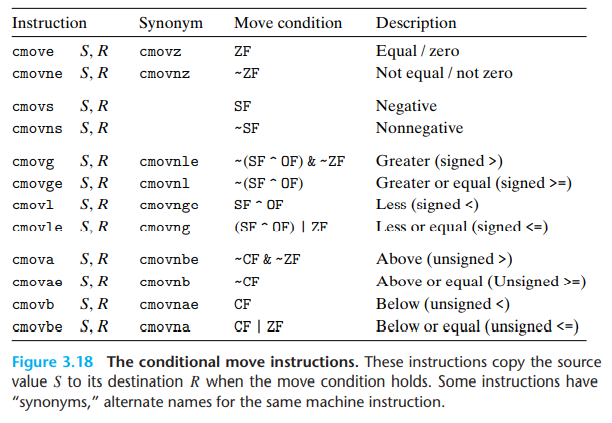 Instruction Synonym Move condition Description
cmove S, R cmovz ZF Equal / zero
cmovne S, R cmovnz ~ZF Not equal / not zero
cmovs S, R SF Negative
cmovns S, R ~SF Nonnegative
cmovg S, R cmovnle ~(SF ^ OF) & ~ZF Greater (signed >)
cmovge S, R cmovnl ~(SF ^ OF) Greater or equal (signed >=)
cmovl S, R cmovnge SF ^ OF Less (signed <)
cmovle S, R cmovng (SF ^ OF) | ZF Less or equal (signed <=)
cmova S, R cmovnbe ~CF & ~ZF Above (unsigned >)
cmovae S, R cmovnb ~CF Above or equal (Unsigned >=)
cmovb S, R cmovnae CF Below (unsigned <)
cmovbe S, R cmovna CF | ZF Below or equal (unsigned <=)
Figure 3.18 The conditional move instructions. These instructions copy the source
value S to its destination R when the move condition holds. Some instructions have
“synonyms,” alternate names for the same machine instruction.